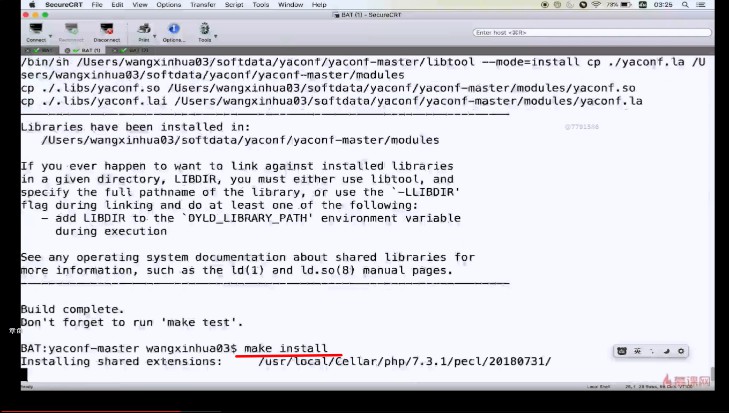 SecureCRT File Edit View Options Transfer Script Tools Window Help 78% 03:25
BAT (1) - SecureCRT
Connect Disconnect Print Options... Tools
Enter host <⌘R>
BAT (1)
/bin/sh /Users/wangxinhua03/softdata/yaconf/yaconf-master/libtool --mode=install cp ./yaconf.la /U
sers/wangxinhua03/softdata/yaconf/yaconf-master/modules
cp ./.libs/yaconf.so /Users/wangxinhua03/softdata/yaconf/yaconf-master/modules/yaconf.so
cp ./.libs/yaconf.lai /Users/wangxinhua03/softdata/yaconf/yaconf-master/modules/yaconf.la
----------------------------------------------------------------------
Libraries have been installed in:
/Users/wangxinhua03/softdata/yaconf/yaconf-master/modules
If you ever happen to want to link against installed libraries
in a given directory, LIBDIR, you must either use libtool, and
specify the full pathname of the library, or use the `-LLIBDIR'
flag during linking and do at least one of the following:
- add LIBDIR to the `DYLD_LIBRARY_PATH' environment variable
during execution
See any operating system documentation about shared libraries for
more information, such as the ld(1) and ld.so(8) manual pages.
----------------------------------------------------------------------
Build complete.
Don't forget to run 'make test'.
BAT:yaconf-master wangxinhua03$ make install
Installing shared extensions: /usr/local/Cellar/php/7.3.1/pecl/20180731/
英
Ready
慕课网